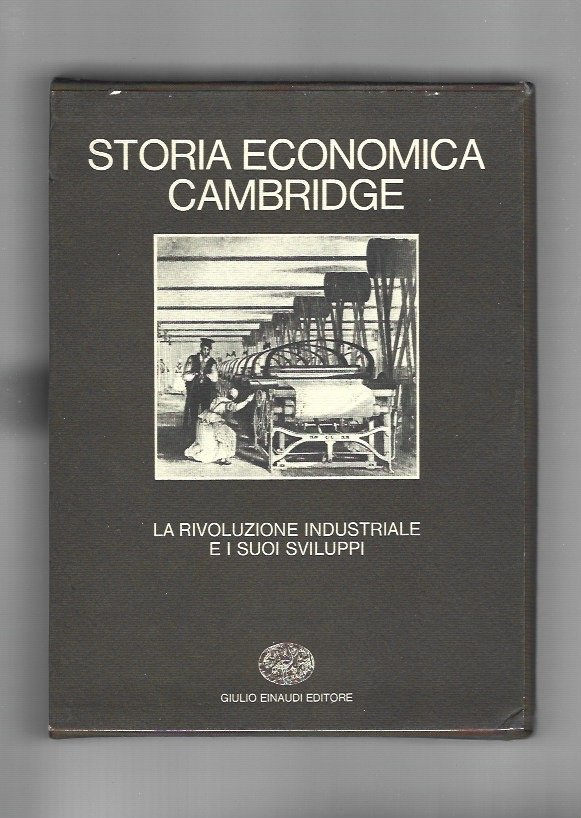 STORIA ECONOMICA
CAMBRIDGE
LA RIVOLUZIONE INDUSTRIALE
E I SUOI SVILUPPI
GIULIO EINAUDI EDITORE